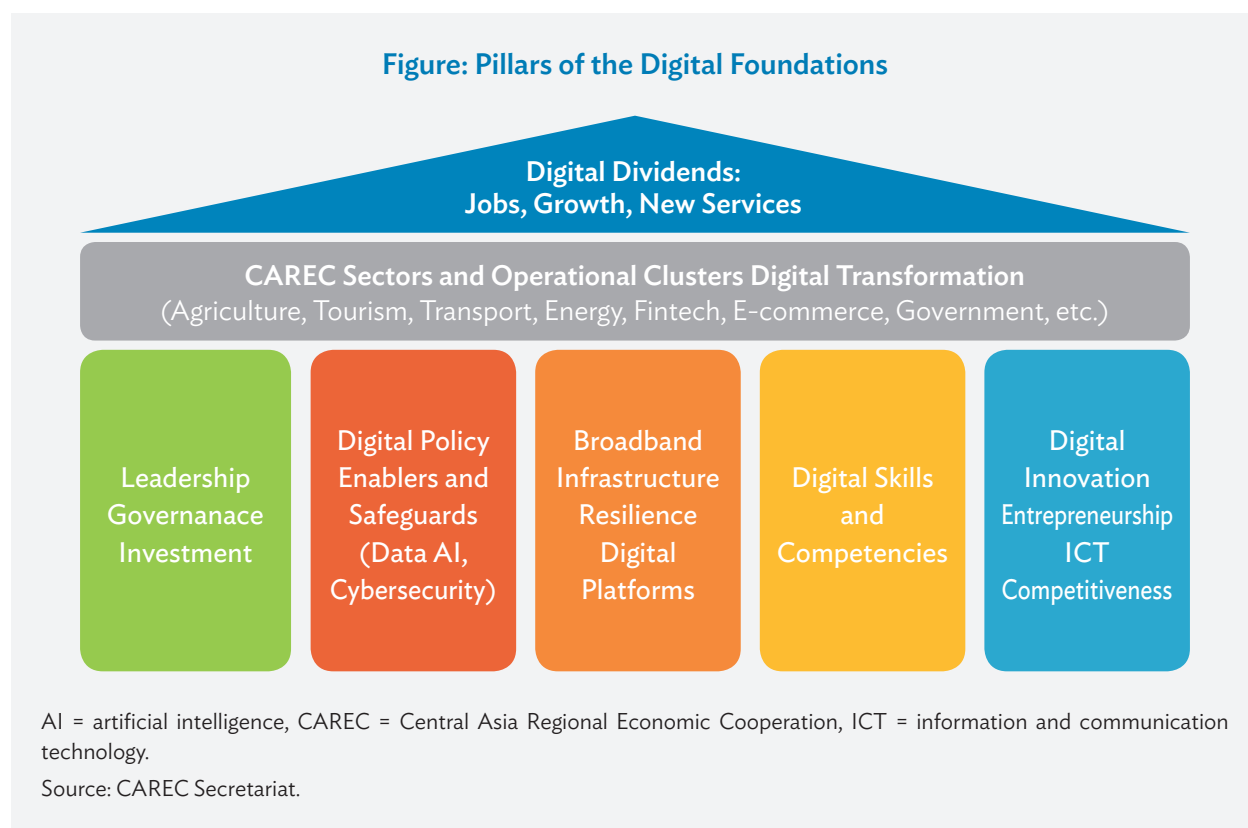 Figure: Pillars of the Digital Foundations
Digital Dividends:
Jobs, Growth, New Services
CAREC Sectors and Operational Clusters Digital Transformation
(Agriculture, Tourism, Transport, Energy, Fintech, E-commerce, Government, etc.)
Leadership
Governanace
Investment
Digital Policy
Enablers and
Safeguards
(Data AI,
Cybersecurity)
Broadband
Infrastructure
Resilience
Digital
Platforms
Digital Skills
and
Competencies
Digital
Innovation
Entrepreneurship
ICT
Competitiveness
AI = artificial intelligence, CAREC = Central Asia Regional Economic Cooperation, ICT = information and communication
technology.
Source: CAREC Secretariat.